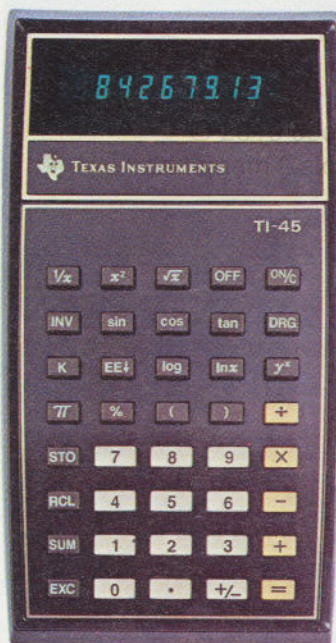 842679.13
TEXAS INSTRUMENTS
TI-45
1/x x² √x OFF ON/C
INV sin cos tan DRG
K EE↓ log lnx yˣ
π % ( ) ÷
STO 7 8 9 ×
RCL 4 5 6 −
SUM 1 2 3 +
EXC 0 . +/− =